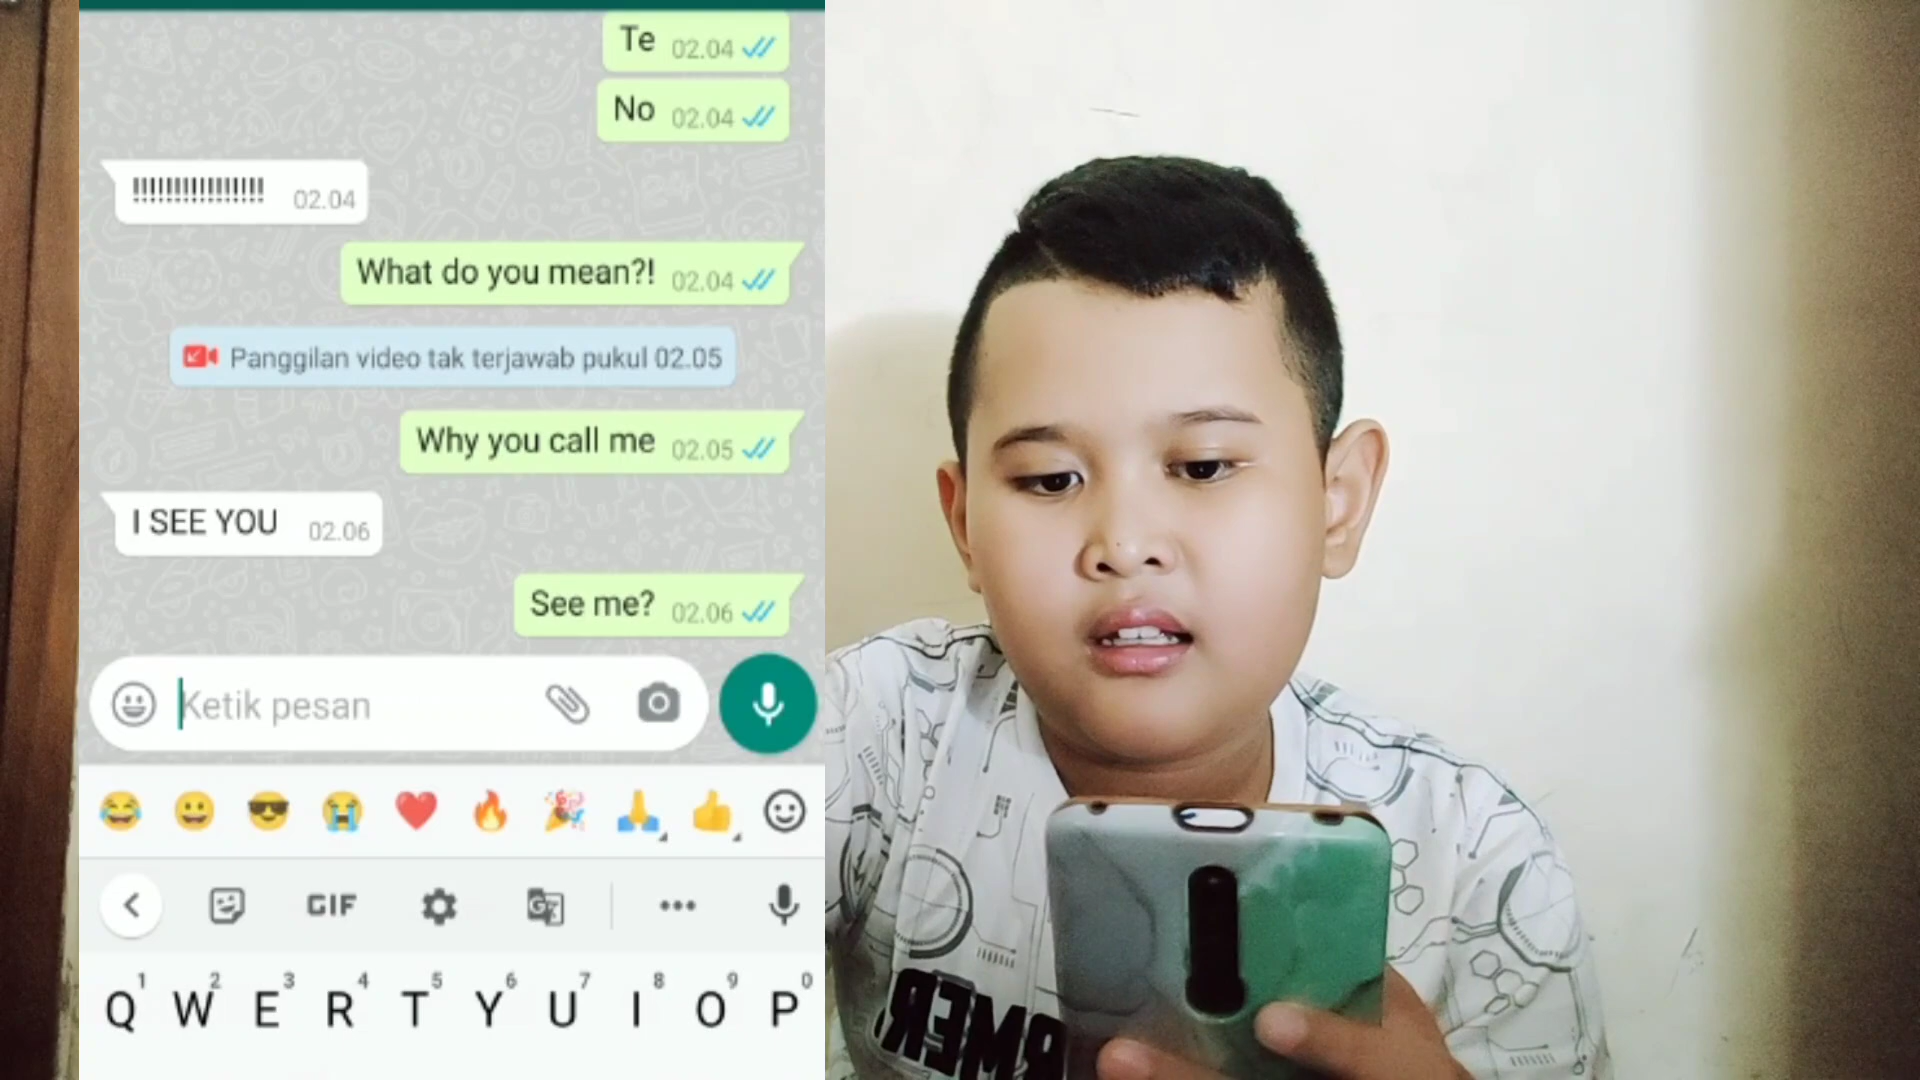 Te 02.04
No 02.04
!!!!!!!!!!!!!!!! 02.04
What do you mean?! 02.04
Panggilan video tak terjawab pukul 02.05
Why you call me 02.05
I SEE YOU 02.06
See me? 02.06
Ketik pesan
GIF
1 2 3 4 5 6 7 8 9 0
Q W E R T Y U I O P